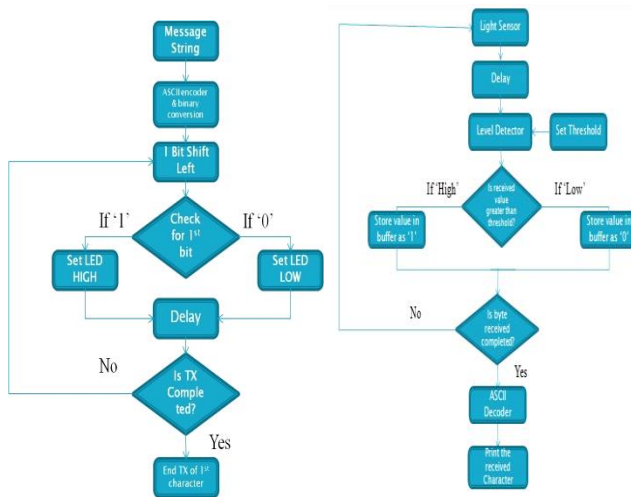 Message
String
ASCII encoder
& binary
conversion
1 Bit Shift
Left
If ‘1’
If ‘0’
Check
for 1st
bit
Set LED
HIGH
Set LED
LOW
Delay
No
Is TX
Comple
ted?
Yes
End TX of 1st
character
Light Sensor
Delay
Level Detector
Set Threshold
If ‘High’
If ‘Low’
Is received
value
greater than
threshold?
Store value in
buffer as ‘1’
Store value in
buffer as ‘0’
No
Is byte
received
completed?
Yes
ASCII
Decoder
Print the
received
Character